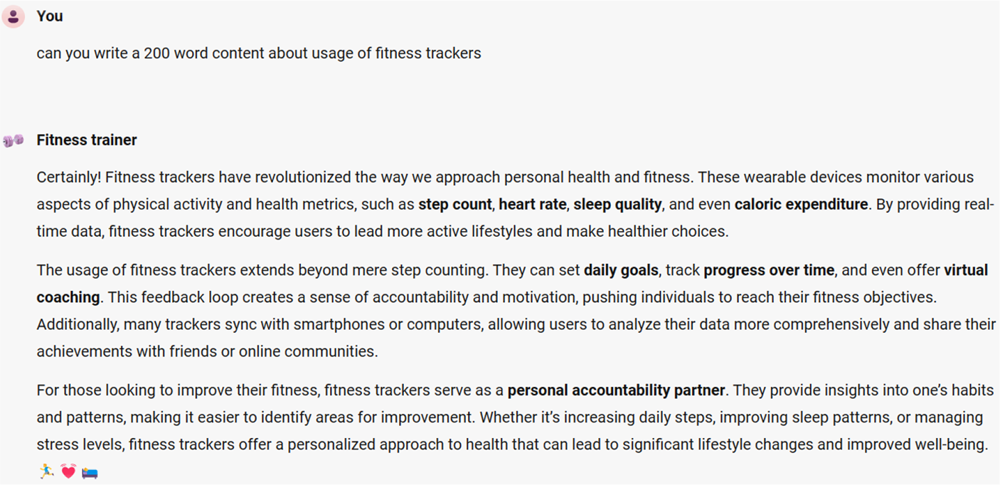 You
can you write a 200 word content about usage of fitness trackers
Fitness trainer
Certainly! Fitness trackers have revolutionized the way we approach personal health and fitness. These wearable devices monitor various
aspects of physical activity and health metrics, such as step count, heart rate, sleep quality, and even caloric expenditure. By providing real-
time data, fitness trackers encourage users to lead more active lifestyles and make healthier choices.
The usage of fitness trackers extends beyond mere step counting. They can set daily goals, track progress over time, and even offer virtual
coaching. This feedback loop creates a sense of accountability and motivation, pushing individuals to reach their fitness objectives.
Additionally, many trackers sync with smartphones or computers, allowing users to analyze their data more comprehensively and share their
achievements with friends or online communities.
For those looking to improve their fitness, fitness trackers serve as a personal accountability partner. They provide insights into one’s habits
and patterns, making it easier to identify areas for improvement. Whether it’s increasing daily steps, improving sleep patterns, or managing
stress levels, fitness trackers offer a personalized approach to health that can lead to significant lifestyle changes and improved well-being.
🏃 💓 🛌